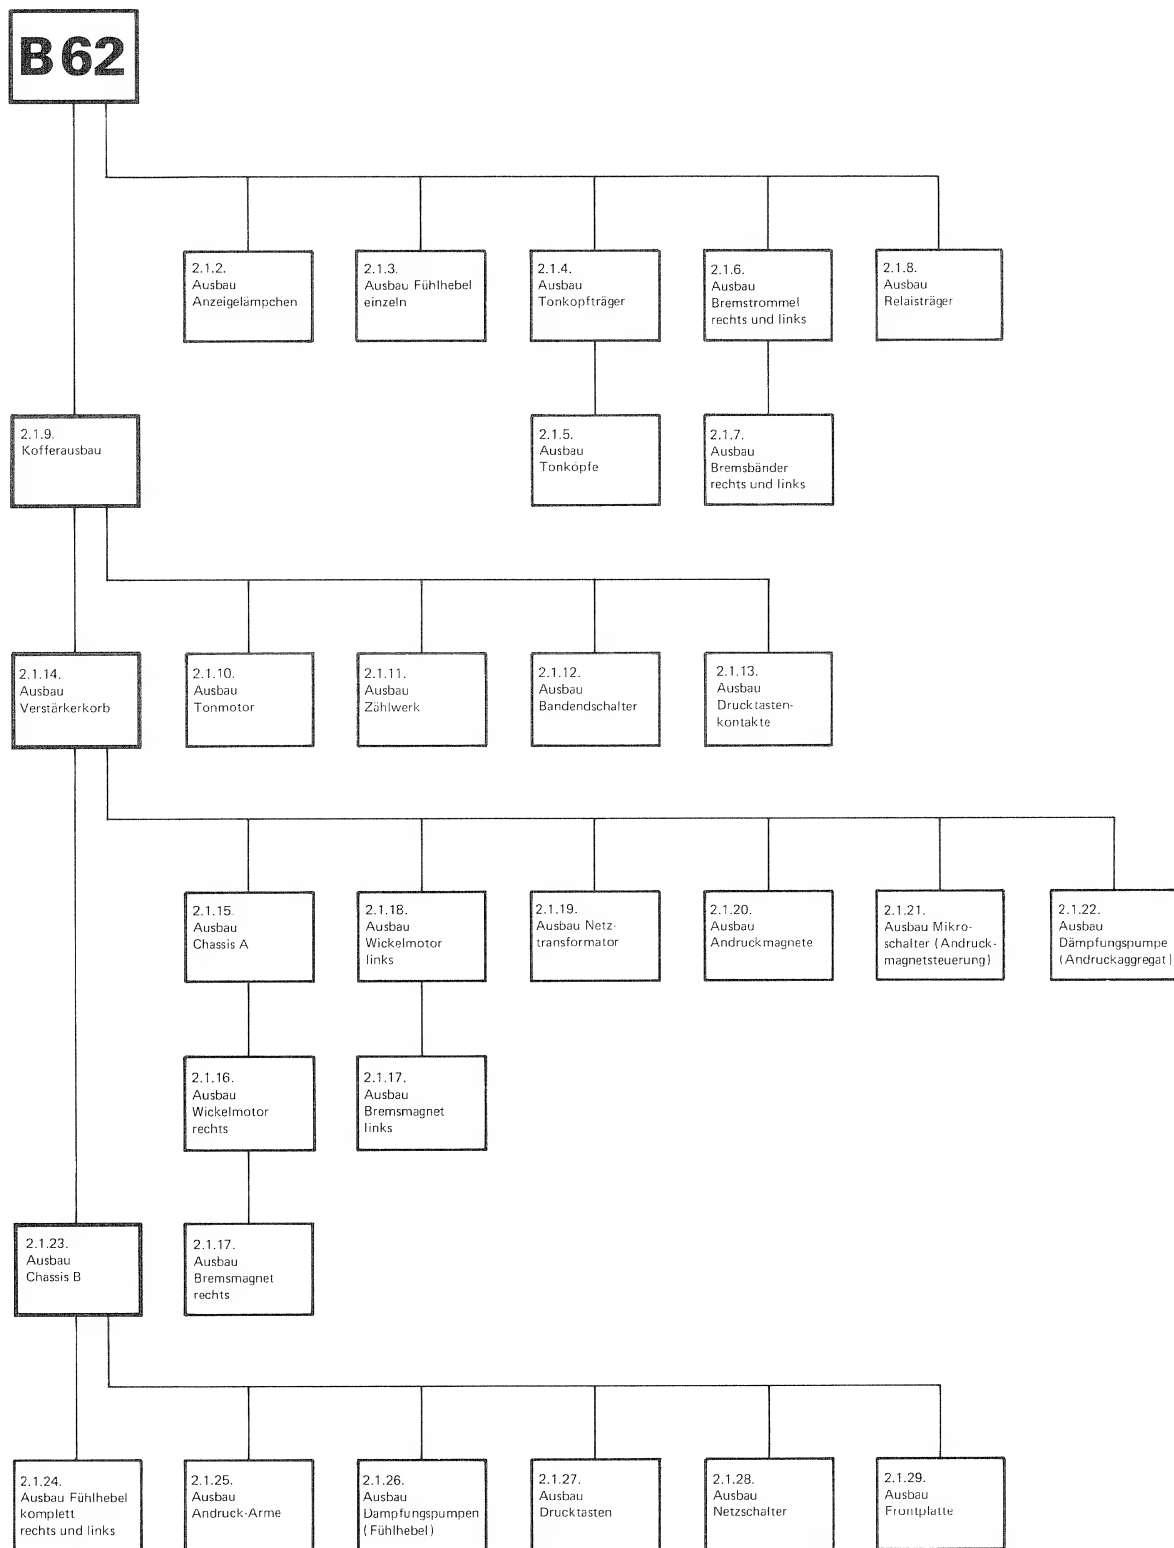 B62
2.1.2.
Ausbau
Anzeigelämpchen
2.1.3.
Ausbau Fühlhebel
einzeln
2.1.4.
Ausbau
Tonkopfträger
2.1.6.
Ausbau
Bremstrommel
rechts und links
2.1.8.
Ausbau
Relaisträger
2.1.9.
Kofferausbau
2.1.5.
Ausbau
Tonköpfe
2.1.7.
Ausbau
Bremsbänder
rechts und links
2.1.14.
Ausbau
Verstärkerkorb
2.1.10.
Ausbau
Tonmotor
2.1.11.
Ausbau
Zählwerk
2.1.12.
Ausbau
Bandendschalter
2.1.13.
Ausbau
Drucktasten-
kontakte
2.1.15.
Ausbau
Chassis A
2.1.18.
Ausbau
Wickelmotor
links
2.1.19.
Ausbau Netz-
transformator
2.1.20.
Ausbau
Andruckmagnete
2.1.21.
Ausbau Mikro-
schalter (Andruck-
magnetsteuerung)
2.1.22.
Ausbau
Dämpfungspumpe
(Andruckaggregat)
2.1.16.
Ausbau
Wickelmotor
rechts
2.1.17.
Ausbau
Bremsmagnet
links
2.1.23.
Ausbau
Chassis B
2.1.17.
Ausbau
Bremsmagnet
rechts
2.1.24.
Ausbau Fühlhebel
komplett
rechts und links
2.1.25.
Ausbau
Andruck-Arme
2.1.26.
Ausbau
Dampfungspumpen
(Fühlhebel)
2.1.27.
Ausbau
Drucktasten
2.1.28.
Ausbau
Netzschalter
2.1.29.
Ausbau
Frontplatte